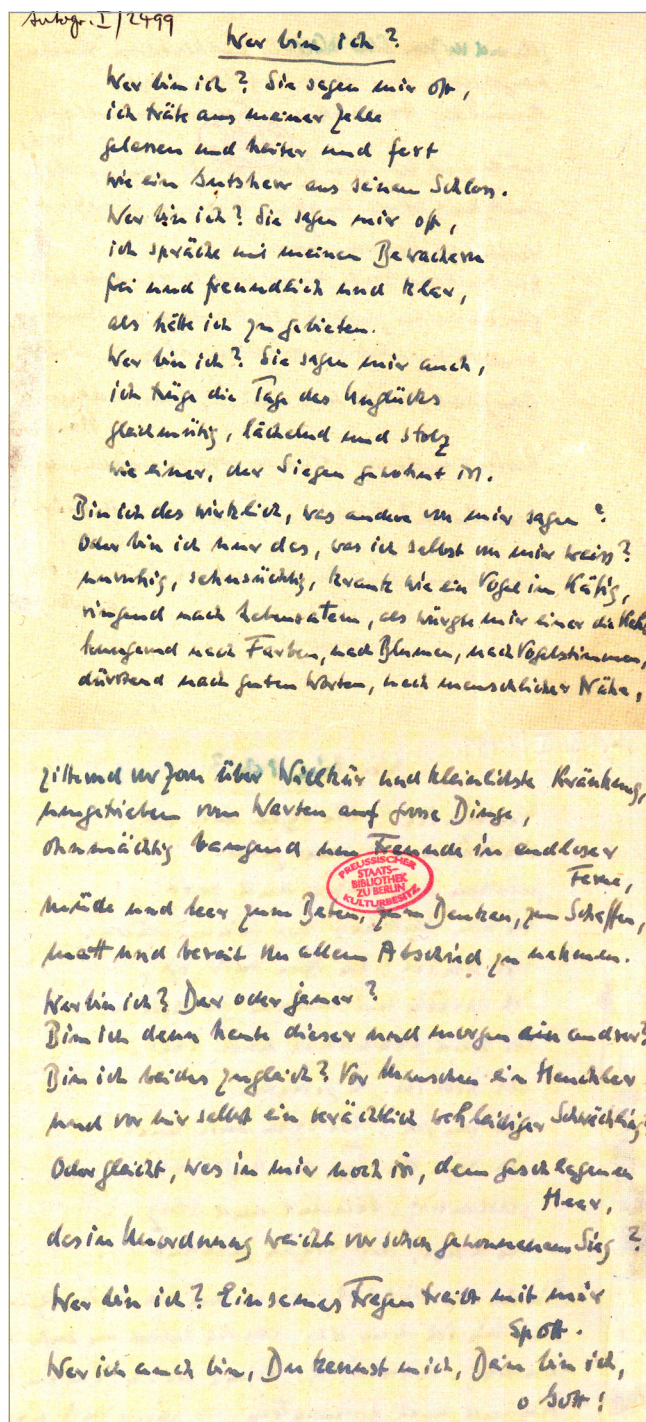 Autogr. I/2499
Wer bin ich?
Wer bin ich? Sie sagen mir oft,
ich träte aus meiner Zelle
gelassen und heiter und fest
wie ein Gutsherr aus seinem Schloss.
Wer bin ich? Sie sagen mir oft,
ich spräche mit meinen Bewachern
frei und freundlich und klar,
als hätte ich zu gebieten.
Wer bin ich? Sie sagen mir auch,
ich trüge die Tage des Unglücks
gleichmütig, lächelnd und stolz
wie einer, der Siegen gewohnt ist.
Bin ich das wirklich, was andere von mir sagen?
Oder bin ich nur das, was ich selbst von mir weiss?
unruhig, sehnsüchtig, krank wie ein Vogel im Käfig,
ringend nach Lebensatem, als würgte mir einer die Kehle
hungernd nach Farben, nach Blumen, nach Vogelstimmen,
dürstend nach guten Worten, nach menschlicher Nähe,
zitternd vor Zorn über Willkür und kleinlichste Kränkung,
umgetrieben vom Warten auf grosse Dinge,
ohnmächtig bangend um Freunde in endloser
Ferne,
müde und leer zum Beten, zum Denken, zum Schaffen,
matt und bereit von allem Abschied zu nehmen.
Wer bin ich? Der oder jener?
Bin ich denn heute dieser und morgen ein andrer?
Bin ich beides zugleich? Vor Menschen ein Heuchler
und vor mir selbst ein verächtlich wehleidiger Schwächling?
Oder gleicht, was in mir noch ist, dem geschlagenen
Heer,
das in Unordnung weicht vor schon gewonnenem Sieg?
Wer bin ich? Einsames Fragen treibt mit mir
Spott.
Wer ich auch bin, Du kennst mich, Dein bin ich,
o Gott!
PREUSSISCHER
STAATS-
BIBLIOTHEK
ZU BERLIN
KULTURBESITZ